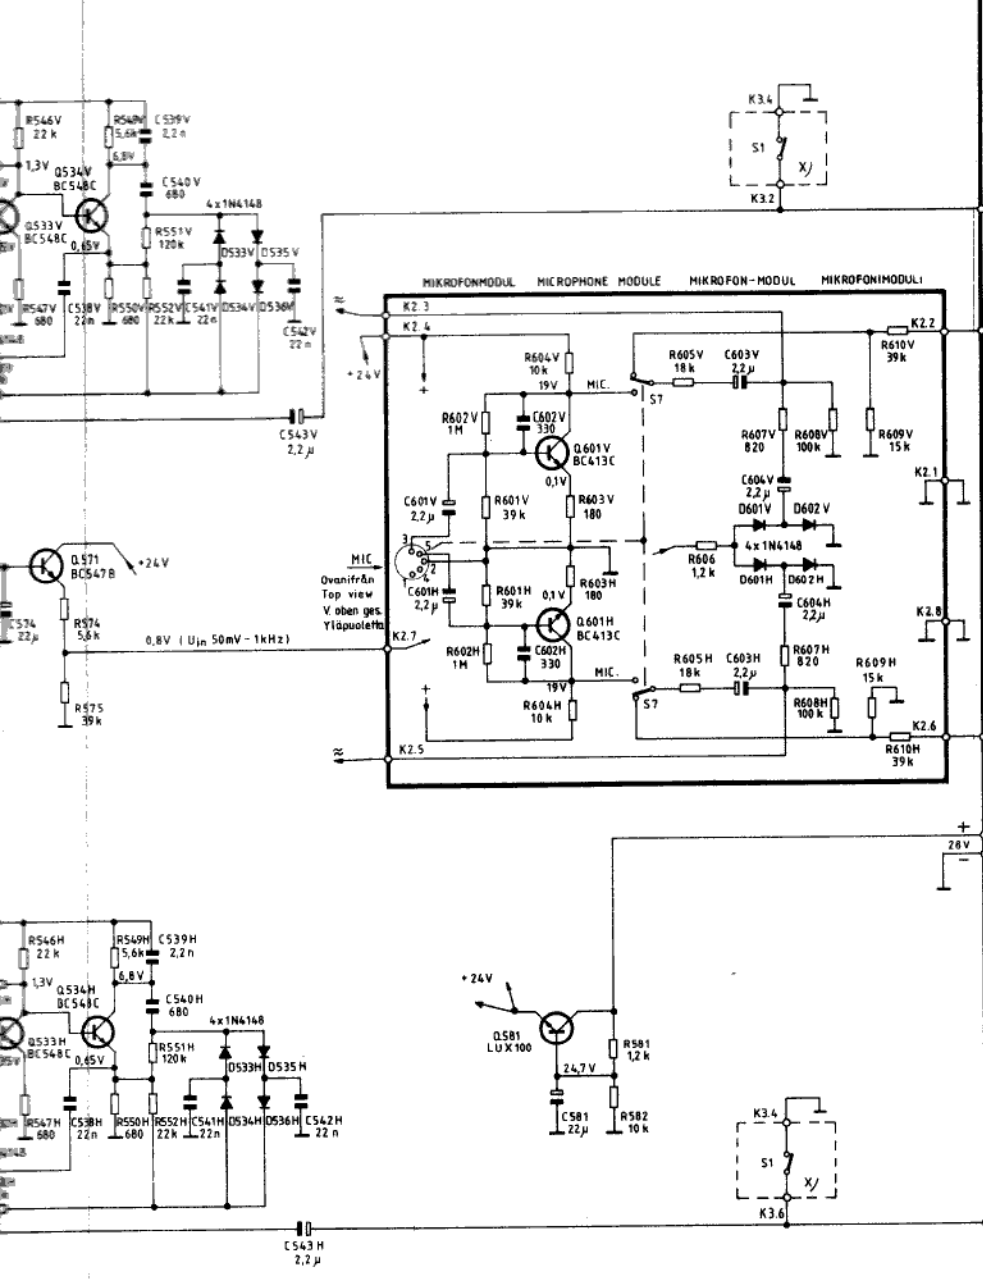 K3.4
S1
X)
K3.2
R546V
22 k
1,3V
Q534V
BC548C
R549V
5,6k
6,8V
C539V
2,2n
C540V
680
4x1N4148
R551V
120k
D533V
D535V
Q533V
BC548C
0,65V
R547V
680
C538V
22n
R550V
680
R552V
22k
C541V
22n
D534V
D536V
C542V
22n
C543V
2,2μ
MIKROFONMODUL MICROPHONE MODULE MIKROFON-MODUL MIKROFONIMODULI
≈
K2.3
K2.4
+24V
+
R604V
10k
19V
MIC.
R602V
1M
C602V
330
Q601V
BC413C
0,1V
C601V
2,2μ
R601V
39k
R603V
180
S7
R605V
18k
C603V
2,2μ
R607V
820
R608V
100k
R609V
15k
R610V
39k
K2.2
K2.1
C604V
2,2μ
D601V
D602V
4x1N4148
R606
1,2k
D601H
D602H
MIC
Ovanifrån
Top view
V. oben ges.
Yläpuoletta
3
5
2
4
1
C601H
2,2μ
R601H
39k
R603H
180
0,1V
Q601H
BC413C
R602H
1M
C602H
330
19V
MIC.
R604H
10k
+
S7
R605H
18k
C603H
2,2μ
C604H
2,2μ
R607H
820
R608H
100k
R609H
15k
R610H
39k
K2.8
K2.6
K2.7
≈
K2.5
Q571
BC547B
+24V
C574
22μ
R574
5,6k
0,8V (Uin 50mV-1kHz)
R575
39k
+
26V
−
+24V
Q581
LUX100
R581
1,2k
24,7V
C581
22μ
R582
10k
R546H
22k
1,3V
Q534H
BC548C
R549H
5,6k
6,8V
C539H
2,2n
C540H
680
4x1N4148
R551H
120k
D533H
D535H
Q533H
BC548C
0,65V
R547H
680
C538H
22n
R550H
680
R552H
22k
C541H
22n
D534H
D536H
C542H
22n
C543H
2,2μ
K3.4
S1
X)
K3.6